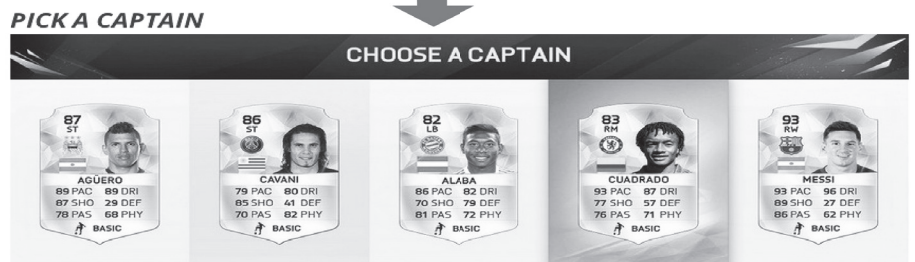 PICK A CAPTAIN
CHOOSE A CAPTAIN
87
ST
AGÜERO
89 PAC 89 DRI
87 SHO 29 DEF
78 PAS 68 PHY
BASIC
86
ST
CAVANI
79 PAC 80 DRI
85 SHO 41 DEF
70 PAS 82 PHY
BASIC
82
LB
ALABA
86 PAC 82 DRI
70 SHO 79 DEF
81 PAS 72 PHY
BASIC
83
RM
CUADRADO
93 PAC 87 DRI
77 SHO 57 DEF
76 PAS 71 PHY
BASIC
93
RW
MESSI
93 PAC 96 DRI
89 SHO 27 DEF
86 PAS 62 PHY
BASIC